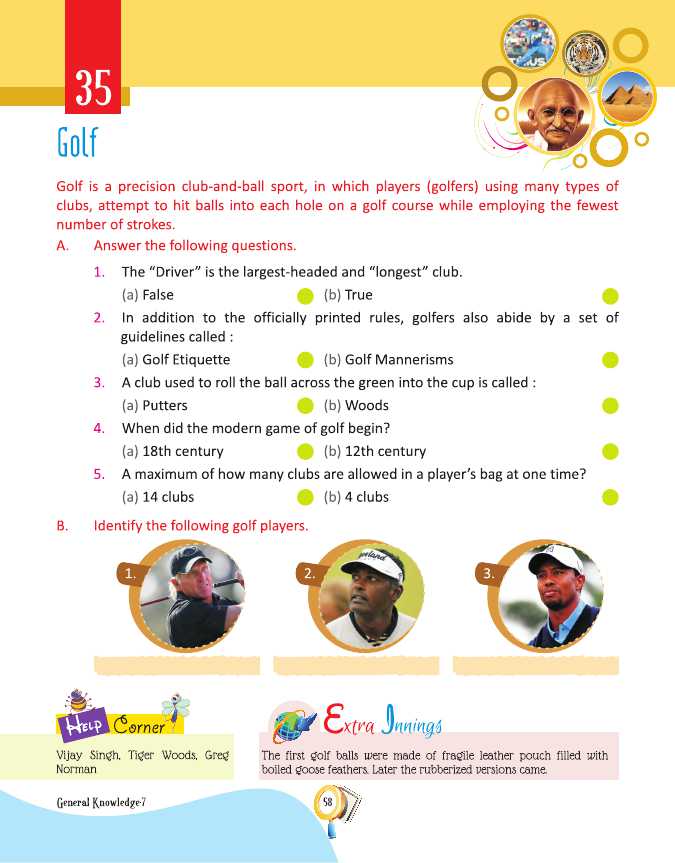 35
Golf
Golf is a precision club-and-ball sport, in which players (golfers) using many types of
clubs, attempt to hit balls into each hole on a golf course while employing the fewest
number of strokes.
A. Answer the following questions.
1. The “Driver” is the largest-headed and “longest” club.
(a) False (b) True
2. In addition to the officially printed rules, golfers also abide by a set of
guidelines called :
(a) Golf Etiquette (b) Golf Mannerisms
3. A club used to roll the ball across the green into the cup is called :
(a) Putters (b) Woods
4. When did the modern game of golf begin?
(a) 18th century (b) 12th century
5. A maximum of how many clubs are allowed in a player’s bag at one time?
(a) 14 clubs (b) 4 clubs
B. Identify the following golf players.
1. 2. 3.
Help Corner
Vijay Singh, Tiger Woods, Greg
Norman
Extra Innings
The first golf balls were made of fragile leather pouch filled with
boiled goose feathers. Later the rubberized versions came.
General Knowledge-7
58